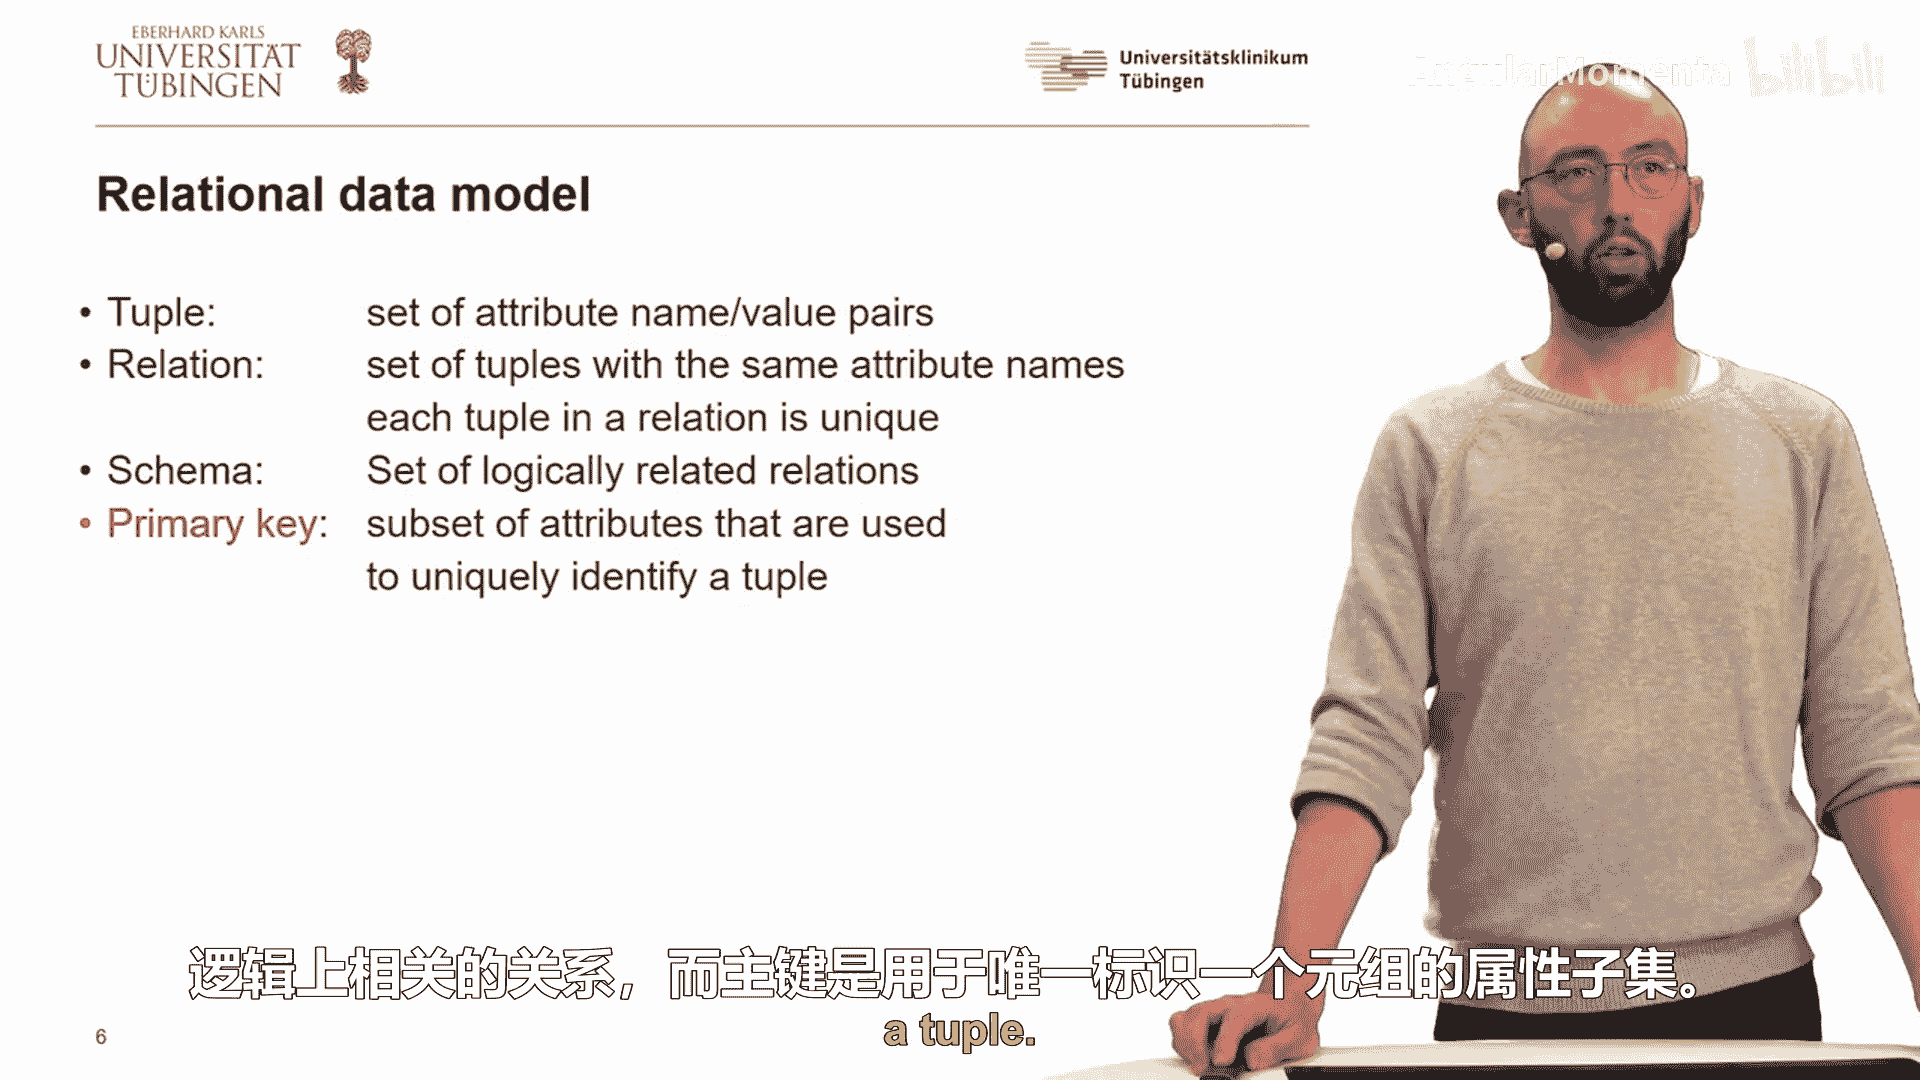 EBERHARD KARLS
UNIVERSITÄT
TÜBINGEN
Universitätsklinikum
Tübingen
AngularMomenta bilibili
Relational data model
• Tuple: set of attribute name/value pairs
• Relation: set of tuples with the same attribute names
each tuple in a relation is unique
• Schema: Set of logically related relations
• Primary key: subset of attributes that are used
to uniquely identify a tuple
逻辑上相关的关系，而主键是用于唯一标识一个元组的属性子集。
a tuple.
6